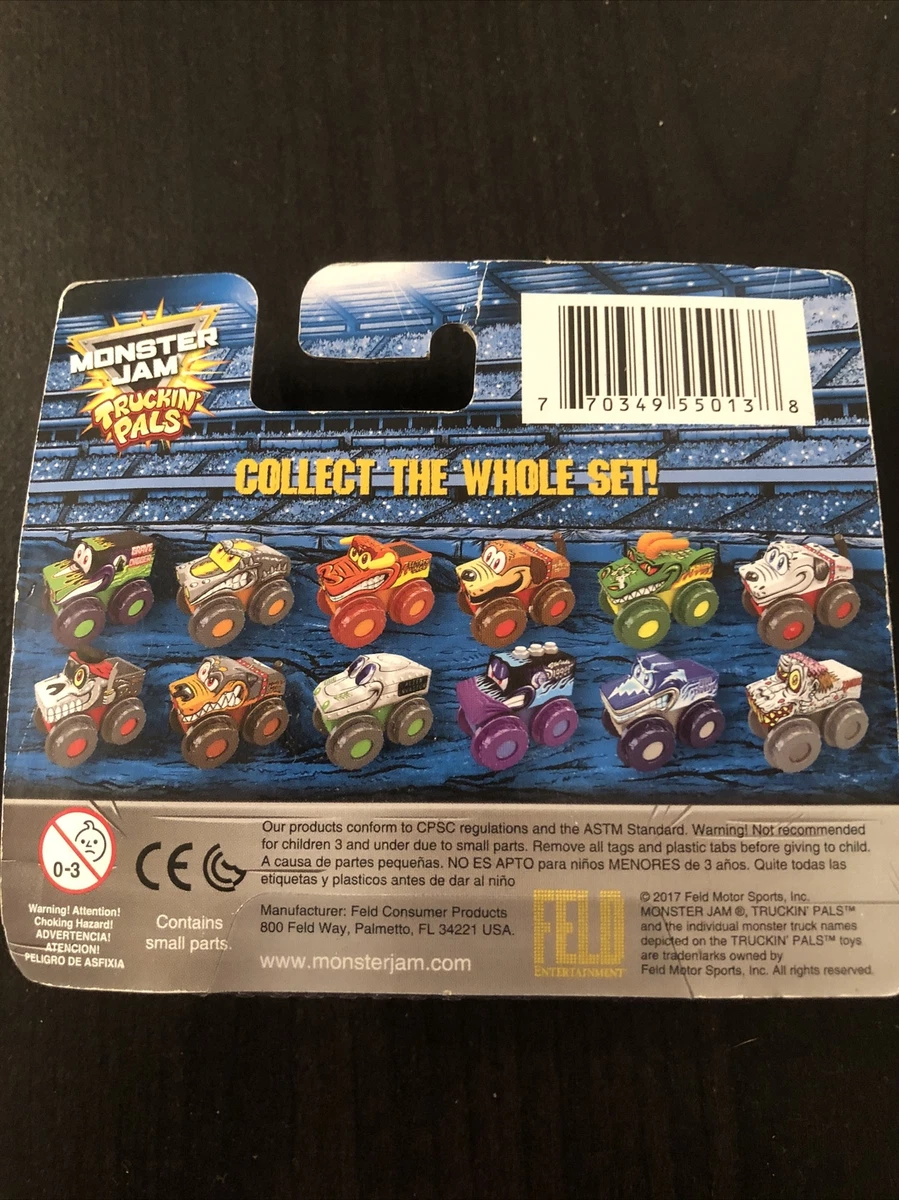 MONSTER
JAM
TRUCKIN'
PALS
7 70349 55013 8
COLLECT THE WHOLE SET!
GRAVE
DIGGER
0-3
CE
Our products conform to CPSC regulations and the ASTM Standard. Warning! Not recommended
for children 3 and under due to small parts. Remove all tags and plastic tabs before giving to child.
A causa de partes pequeñas. NO ES APTO para niños MENORES de 3 años. Quite todas las
etiquetas y plasticos antes de dar al niño
Warning! Attention!
Choking Hazard!
ADVERTENCIA!
ATENCION!
PELIGRO DE ASFIXIA
Contains
small parts.
Manufacturer: Feld Consumer Products
800 Feld Way, Palmetto, FL 34221 USA.
www.monsterjam.com
FELD
ENTERTAINMENT
© 2017 Feld Motor Sports, Inc.
MONSTER JAM ®, TRUCKIN' PALS™
and the individual monster truck names
depicted on the TRUCKIN' PALS™ toys
are trademarks owned by
Feld Motor Sports, Inc. All rights reserved.